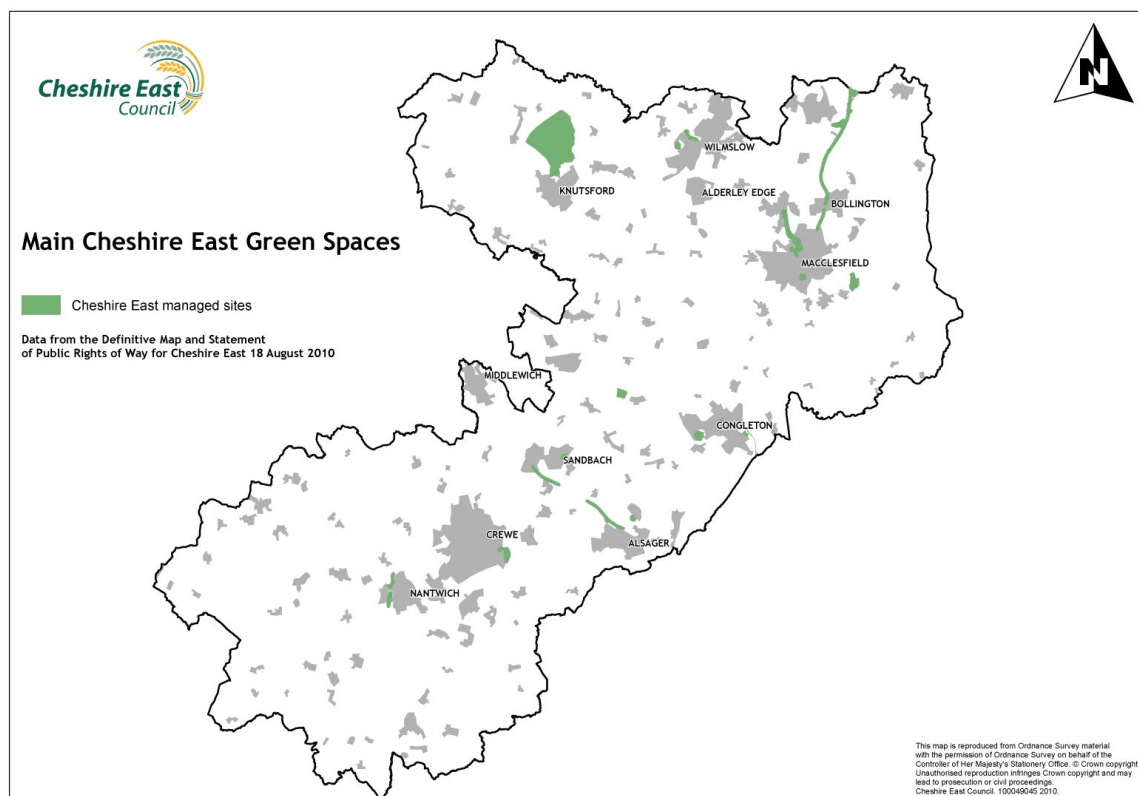 Cheshire East
Council
N
WILMSLOW
KNUTSFORD
ALDERLEY EDGE
BOLLINGTON
Main Cheshire East Green Spaces
MACCLESFIELD
Cheshire East managed sites
Data from the Definitive Map and Statement
of Public Rights of Way for Cheshire East 18 August 2010
MIDDLEWICH
CONGLETON
SANDBACH
CREWE
ALSAGER
NANTWICH
This map is reproduced from Ordnance Survey material
with the permission of Ordnance Survey on behalf of the
Controller of Her Majesty's Stationery Office. © Crown copyright
Unauthorised reproduction infringes Crown copyright and may
lead to prosecution or civil proceedings.
Cheshire East Council. 100049045 2010.